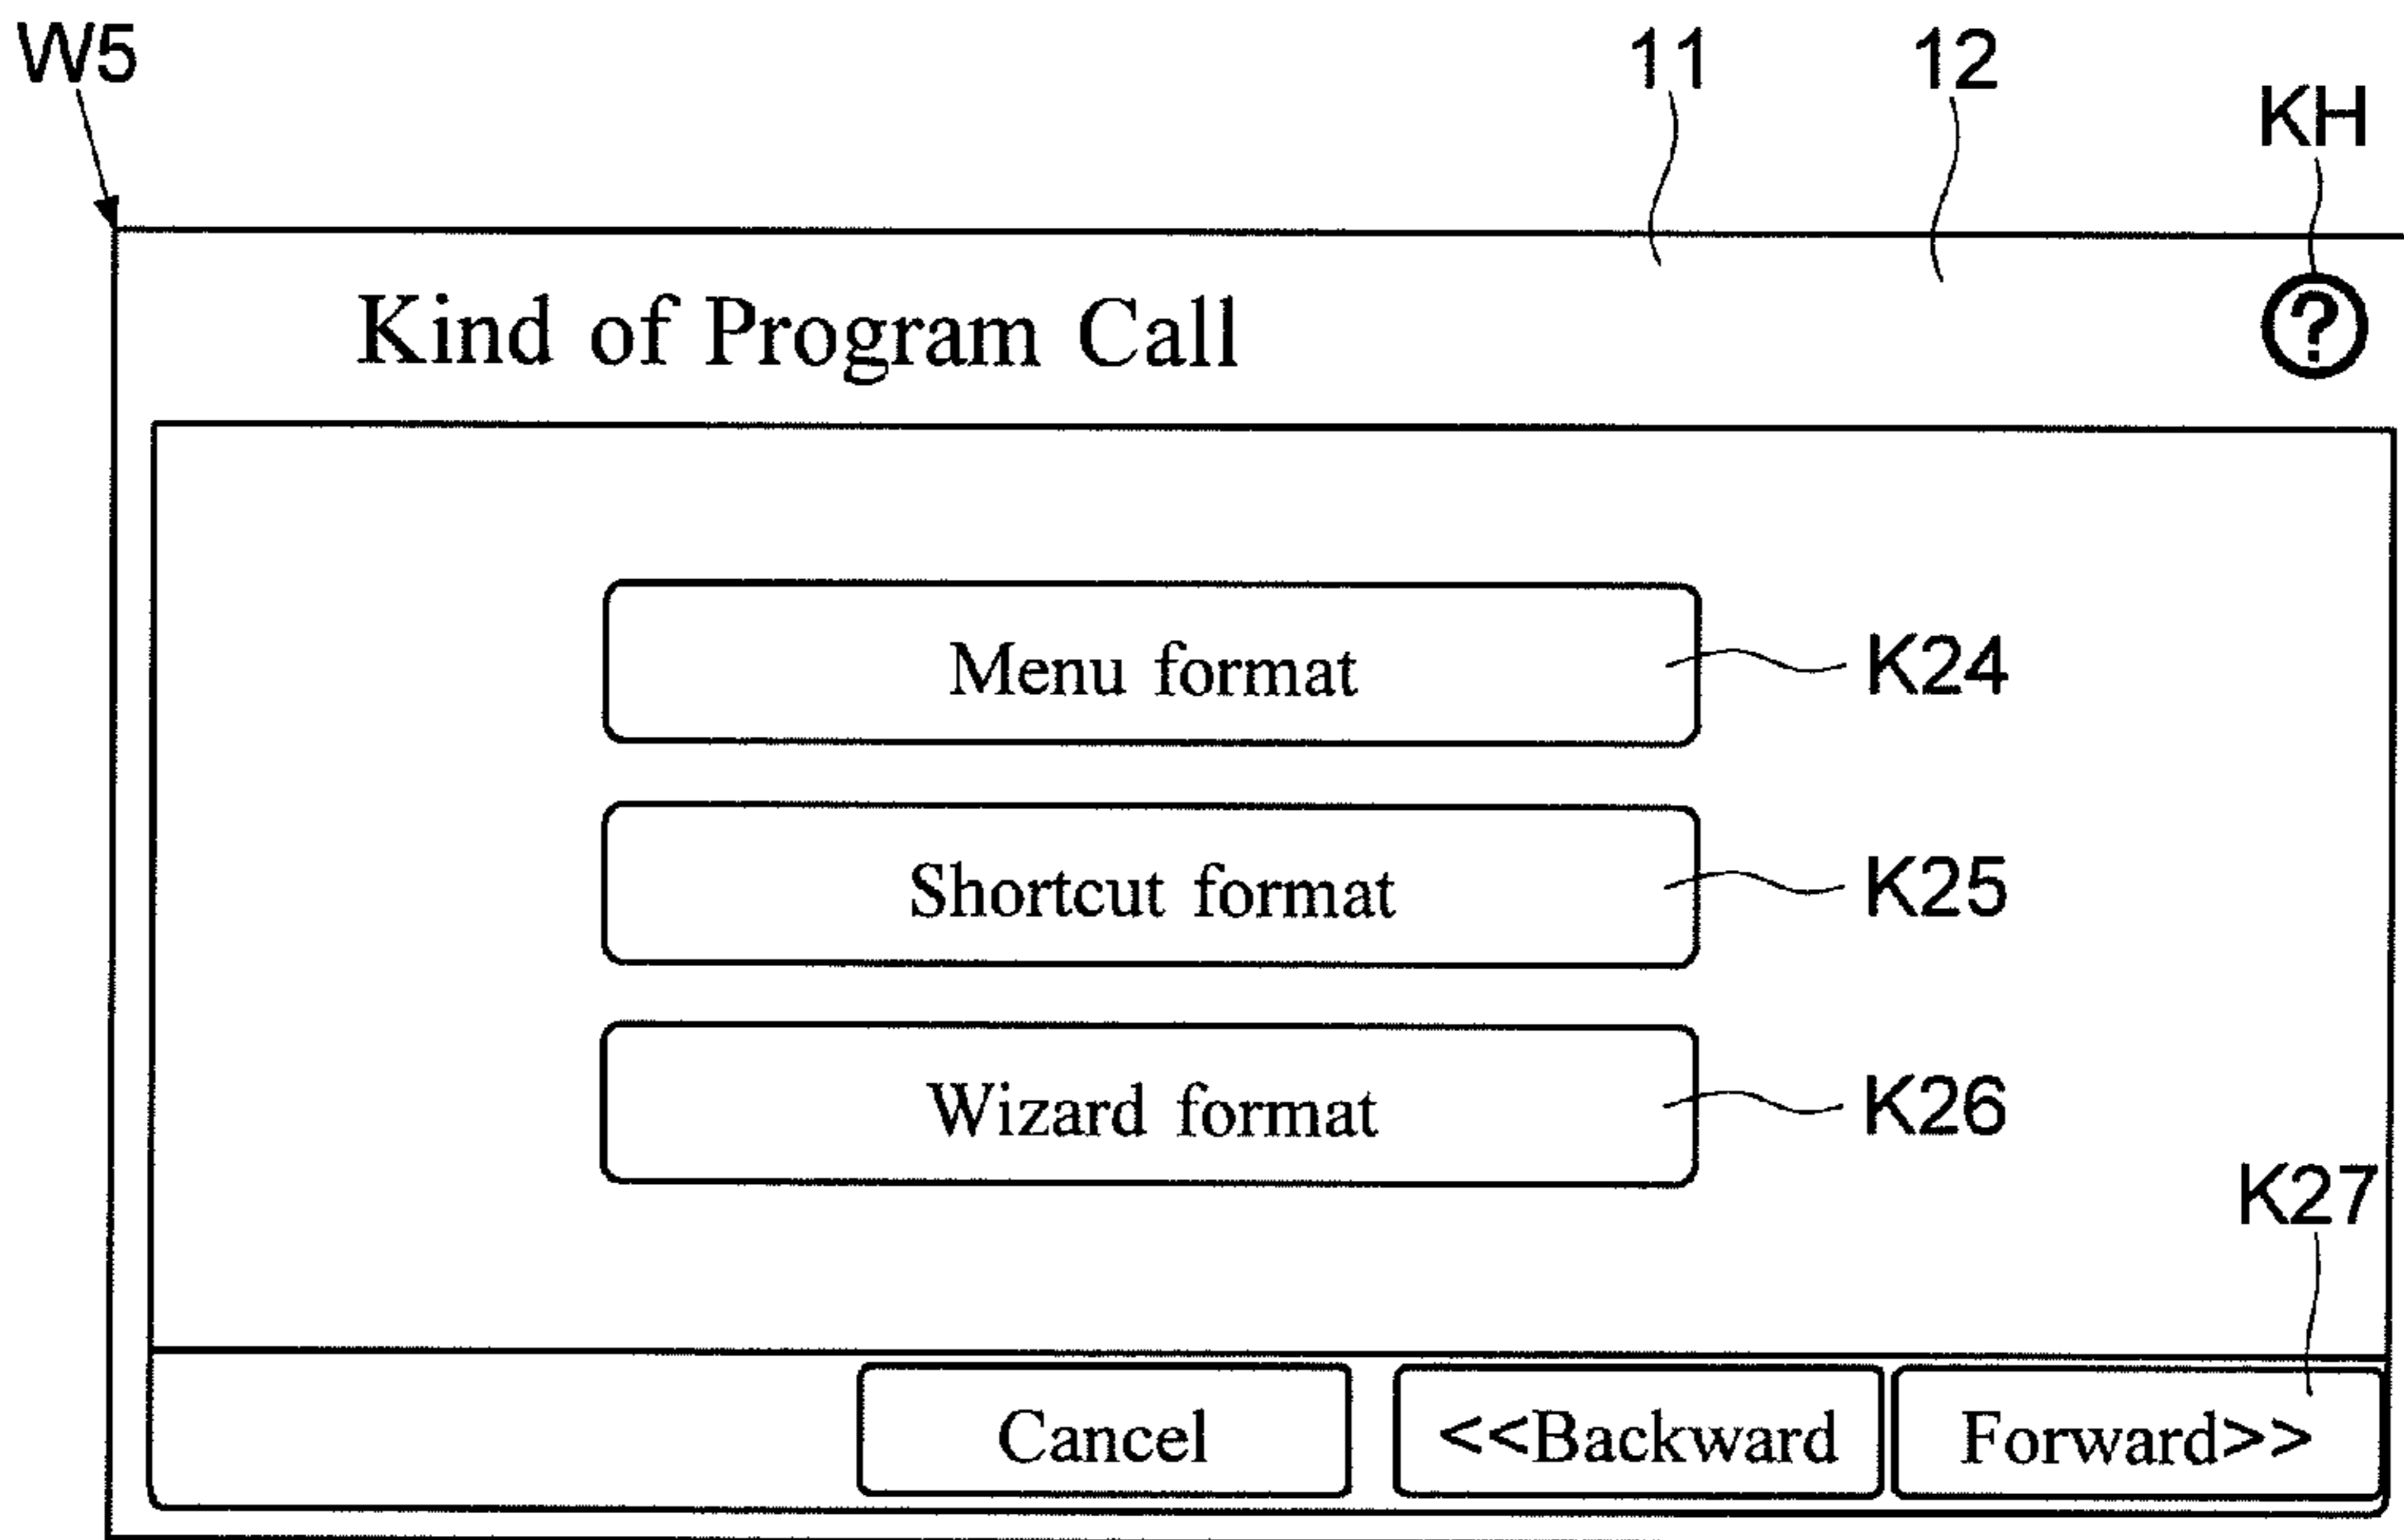 W5 11 12 KH
Kind of Program Call ?
Menu format K24
Shortcut format K25
Wizard format K26
K27
Cancel <<Backward Forward>>